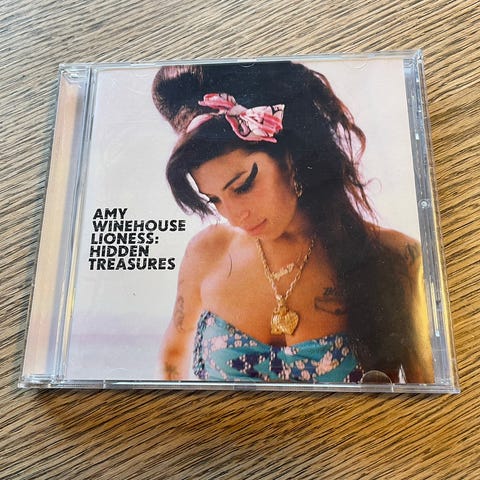 AMY
WINEHOUSE
LIONESS:
HIDDEN
TREASURES